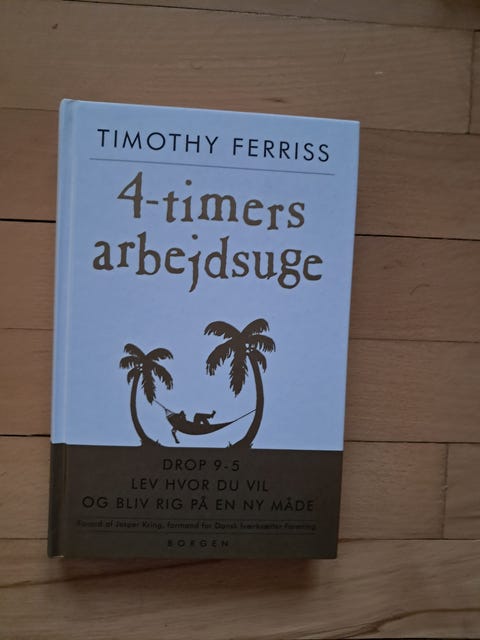 TIMOTHY FERRISS
4-timers
arbejdsuge
DROP 9-5
LEV HVOR DU VIL
OG BLIV RIG PÅ EN NY MÅDE
Forord af Jesper Kring, formand for Dansk Iværksætter Forening
BORGEN